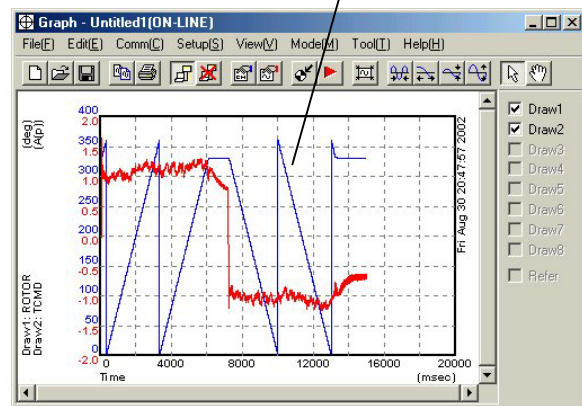 Graph - Untitled1(ON-LINE)
File(F) Edit(E) Comm(C) Setup(S) View(V) Mode(M) Tool(T) Help(H)
(deg)
(A(p))
400
2.0
350
1.5
300
1.0
250
0.5
200
0.0
150
-0.5
100
-1.0
50
-1.5
0
-2.0
0 4000 8000 12000 16000 20000
Time (msec)
Draw1: ROTOR
Draw2: TCMD
Fri Aug 30 20:47:57 2002
Draw1
Draw2
Draw3
Draw4
Draw5
Draw6
Draw7
Draw8
Refer